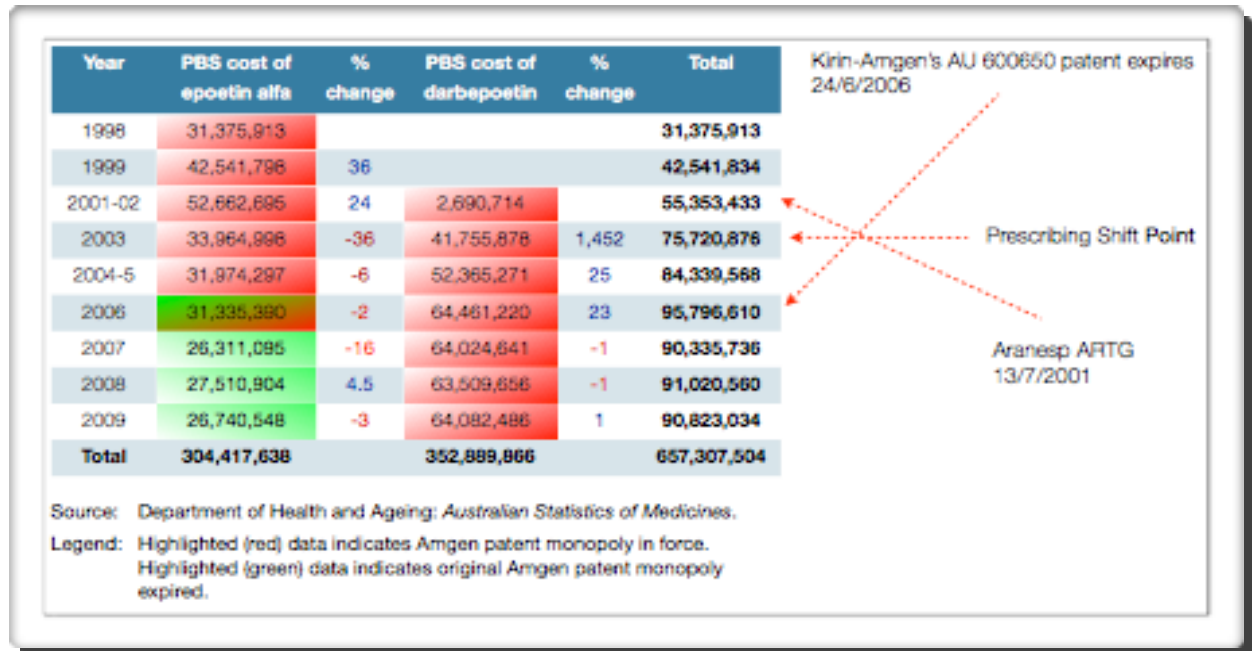 Year PBS cost of epoetin alfa % change PBS cost of darbepoetin % change Total
1998 31,375,913 31,375,913
1999 42,541,798 36 42,541,834
2001-02 52,662,695 24 2,690,714 55,353,433
2003 33,964,998 -36 41,755,878 1,452 75,720,876
2004-5 31,974,297 -6 52,365,271 25 84,339,568
2006 31,335,390 -2 64,461,220 23 95,796,610
2007 26,311,095 -16 64,024,641 -1 90,335,736
2008 27,510,904 4.5 63,509,656 -1 91,020,560
2009 26,740,548 -3 64,082,486 1 90,823,034
Total 304,417,638 352,889,866 657,307,504
Kirin-Amgen's AU 600650 patent expires
24/6/2006
Prescribing Shift Point
Aranesp ARTG
13/7/2001
Source: Department of Health and Ageing: Australian Statistics of Medicines.
Legend: Highlighted (red) data indicates Amgen patent monopoly in force.
Highlighted (green) data indicates original Amgen patent monopoly
expired.